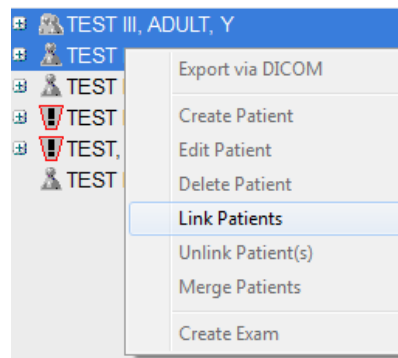 TEST III, ADULT, Y
TEST
TEST
TEST
TEST,
TEST
Export via DICOM
Create Patient
Edit Patient
Delete Patient
Link Patients
Unlink Patient(s)
Merge Patients
Create Exam